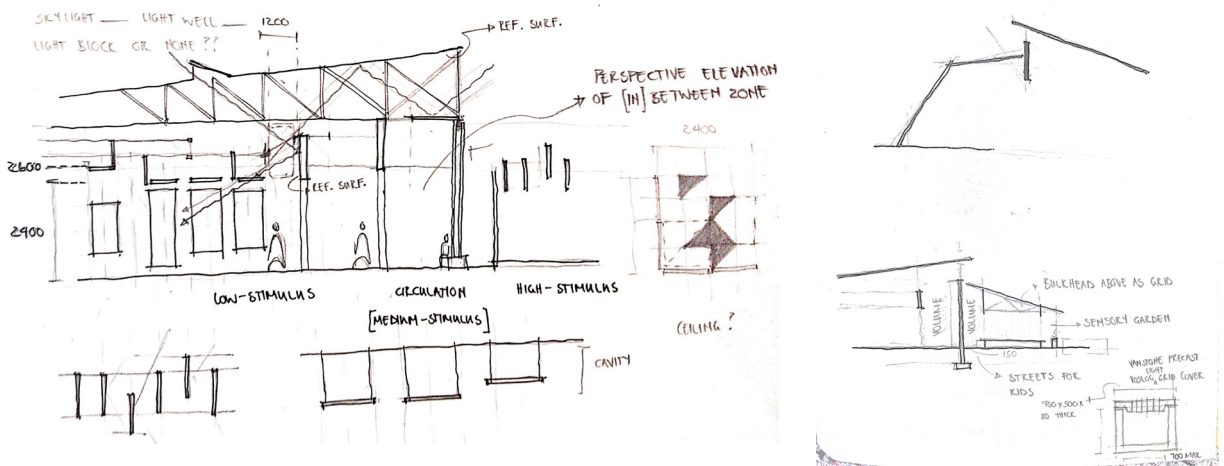 SKYLIGHT — LIGHT WELL — 1200
LIGHT BLOCK OR NONE??
REF. SURF.
PERSPECTIVE ELEVATION
OF [IN] BETWEEN ZONE
2400
2600
REF. SURF.
2400
LOW-STIMULUS
CIRCULATION
HIGH-STIMULUS
[MEDIUM-STIMULUS]
CEILING?
CAVITY
BULKHEAD ABOVE AS GRID
VOLUME
VOLUME
SENSORY GARDEN
150
STREETS FOR
KIDS
PRECAST
LIGHT
GRID COVER
700 x 500 x
80 THICK